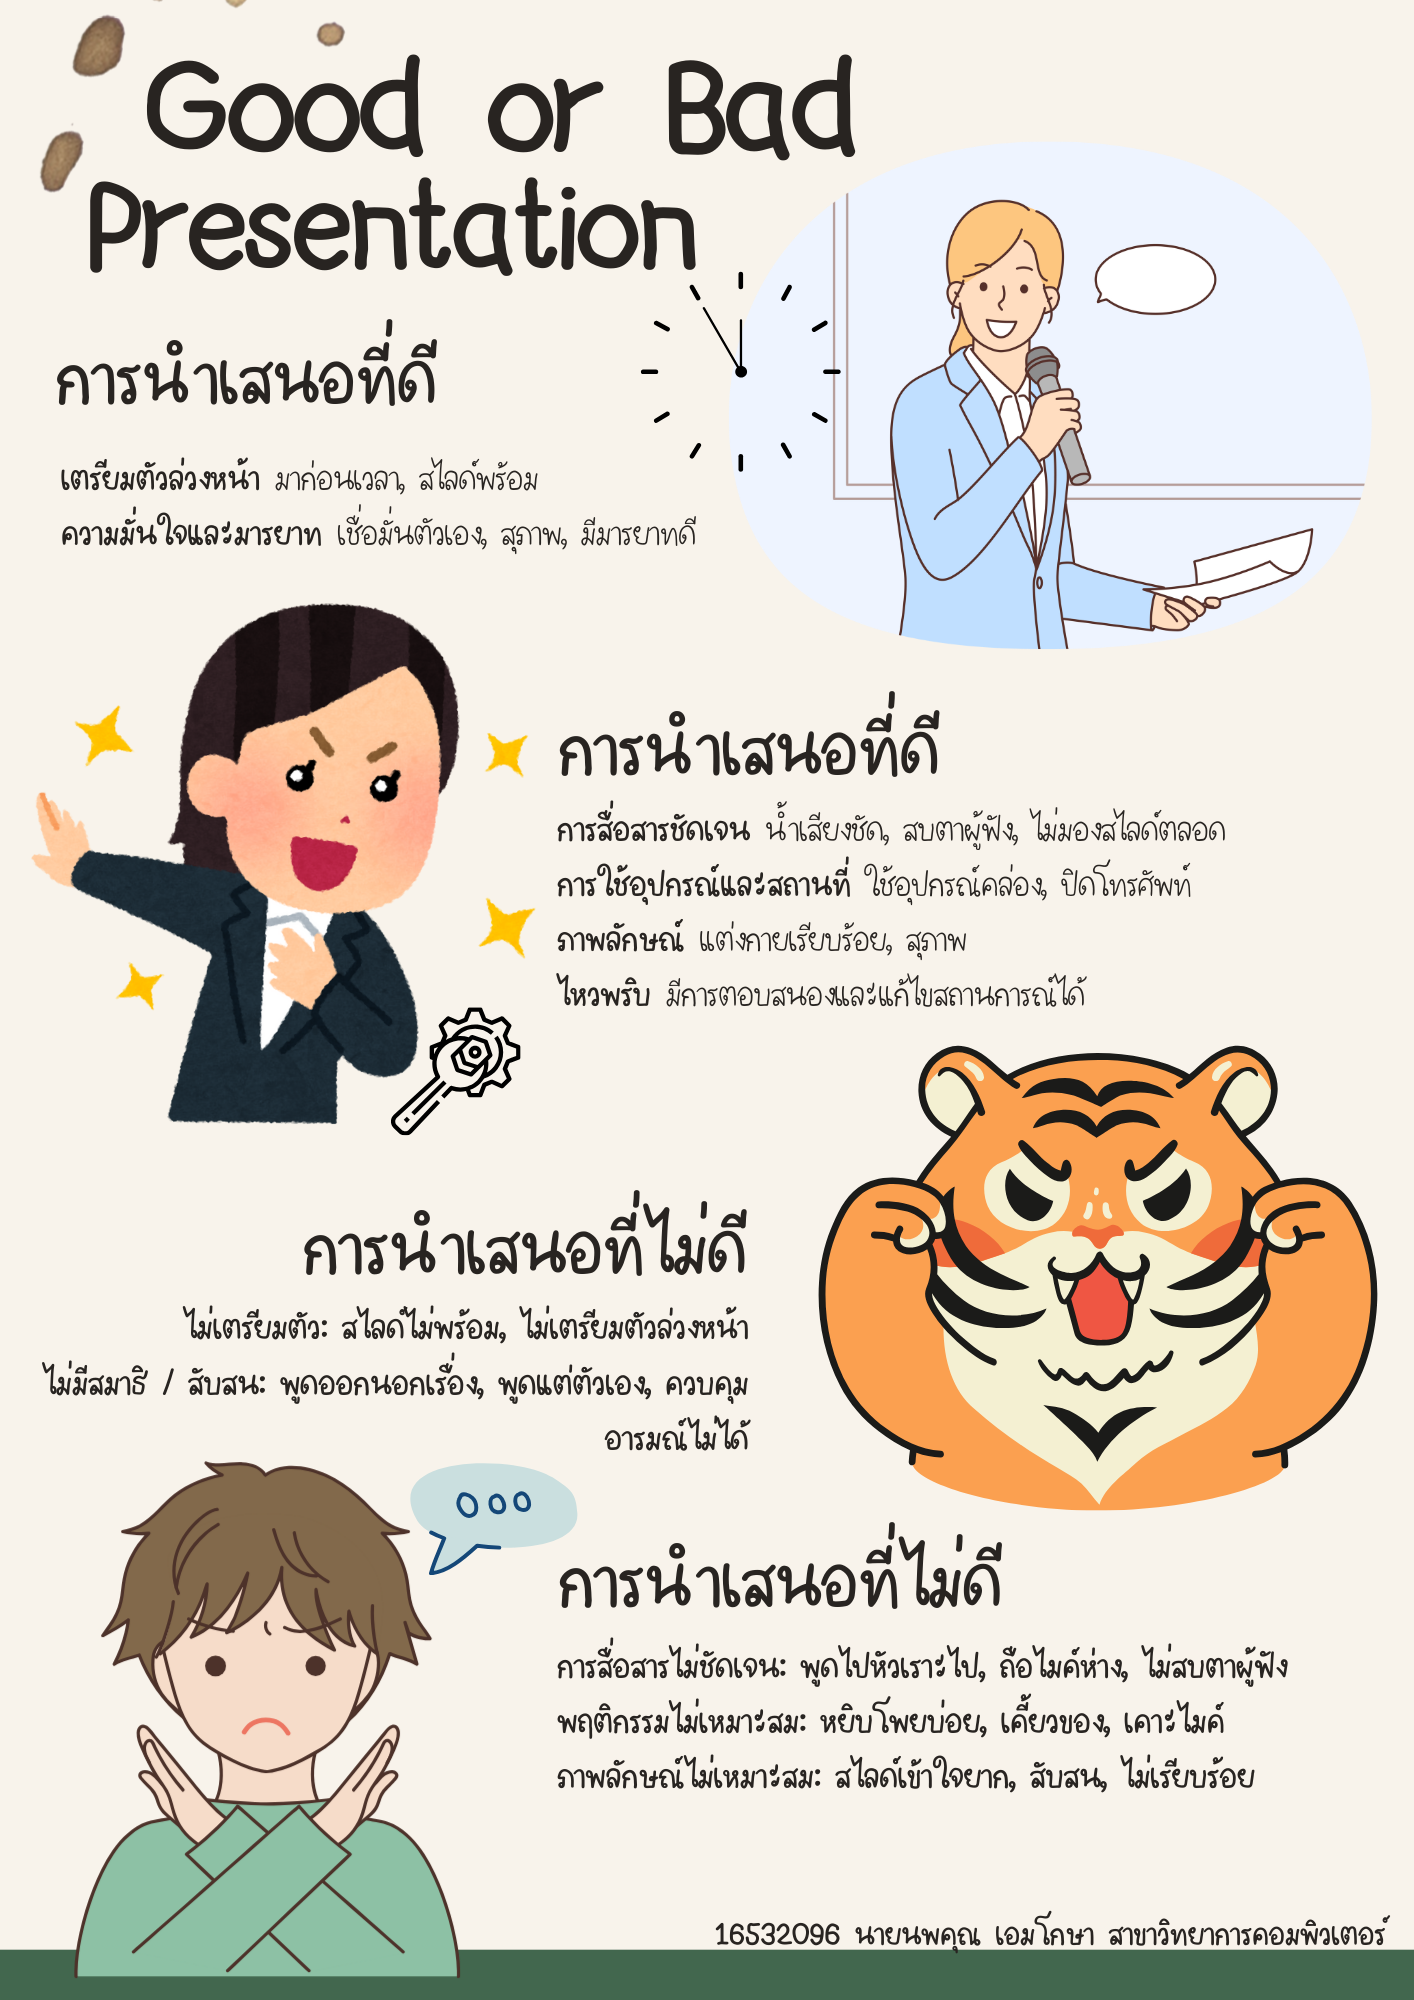 Good or Bad
Presentation
การนำเสนอที่ดี
เตรียมตัวล่วงหน้า มาก่อนเวลา, สไลด์พร้อม
ความมั่นใจและมารยาท เชื่อมั่นตัวเอง, สุภาพ, มีมารยาทดี
การนำเสนอที่ดี
การสื่อสารชัดเจน น้ำเสียงชัด, สบตาผู้ฟัง, ไม่มองสไลด์ตลอด
การใช้อุปกรณ์และสถานที่ ใช้อุปกรณ์คล่อง, ปิดโทรศัพท์
ภาพลักษณ์ แต่งกายเรียบร้อย, สุภาพ
ไหวพริบ มีการตอบสนองและแก้ไขสถานการณ์ได้
การนำเสนอที่ไม่ดี
ไม่เตรียมตัว: สไลด์ไม่พร้อม, ไม่เตรียมตัวล่วงหน้า
ไม่มีสมาธิ / สับสน: พูดออกนอกเรื่อง, พูดแต่ตัวเอง, ควบคุม
อารมณ์ไม่ได้
การนำเสนอที่ไม่ดี
การสื่อสารไม่ชัดเจน: พูดไปหัวเราะไป, ถือไมค์ห่าง, ไม่สบตาผู้ฟัง
พฤติกรรมไม่เหมาะสม: หยิบโพยบ่อย, เคี้ยวของ, เคาะไมค์
ภาพลักษณ์ไม่เหมาะสม: สไลด์เข้าใจยาก, สับสน, ไม่เรียบร้อย
16532096 นายนพคุณ เอมโกษา สาขาวิทยาการคอมพิวเตอร์